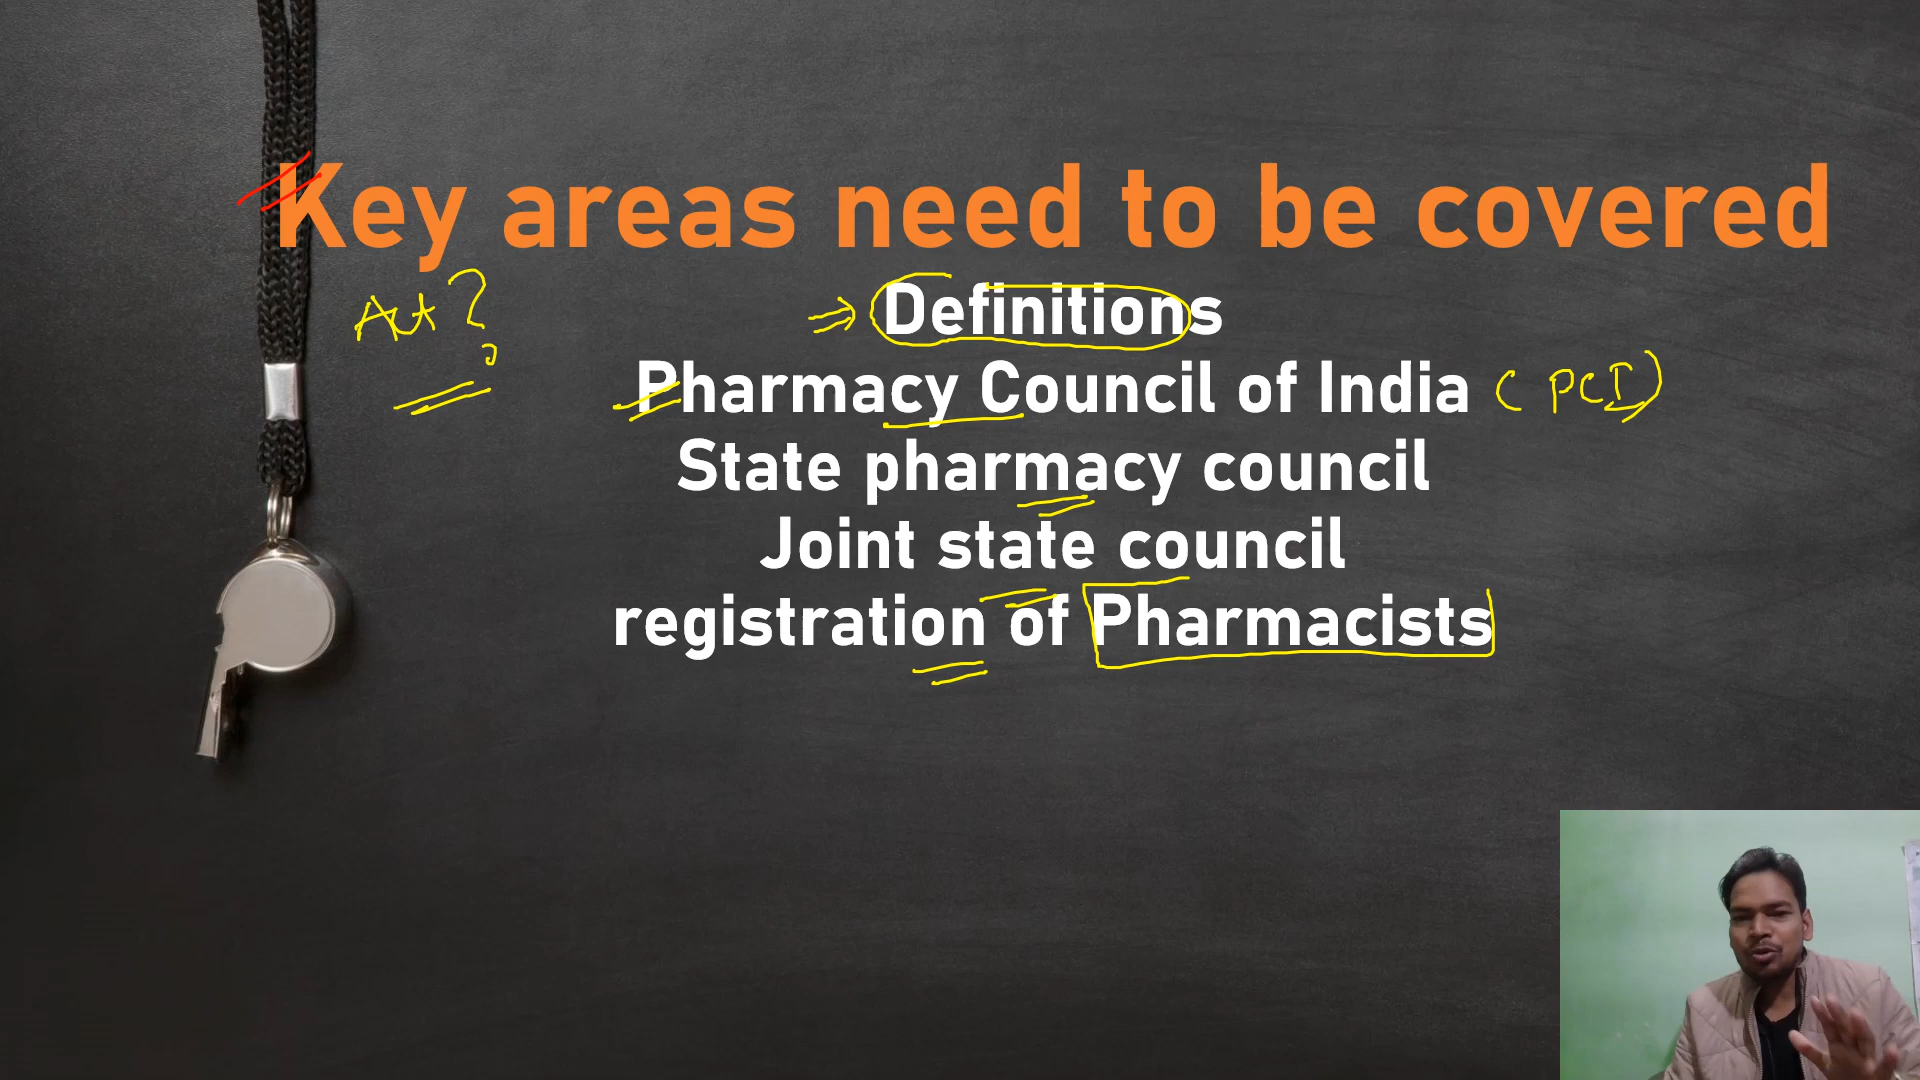 Key areas need to be covered
Act ?
⇒ Definitions
?
Pharmacy Council of India (PCI)
State pharmacy council
Joint state council
registration of Pharmacists